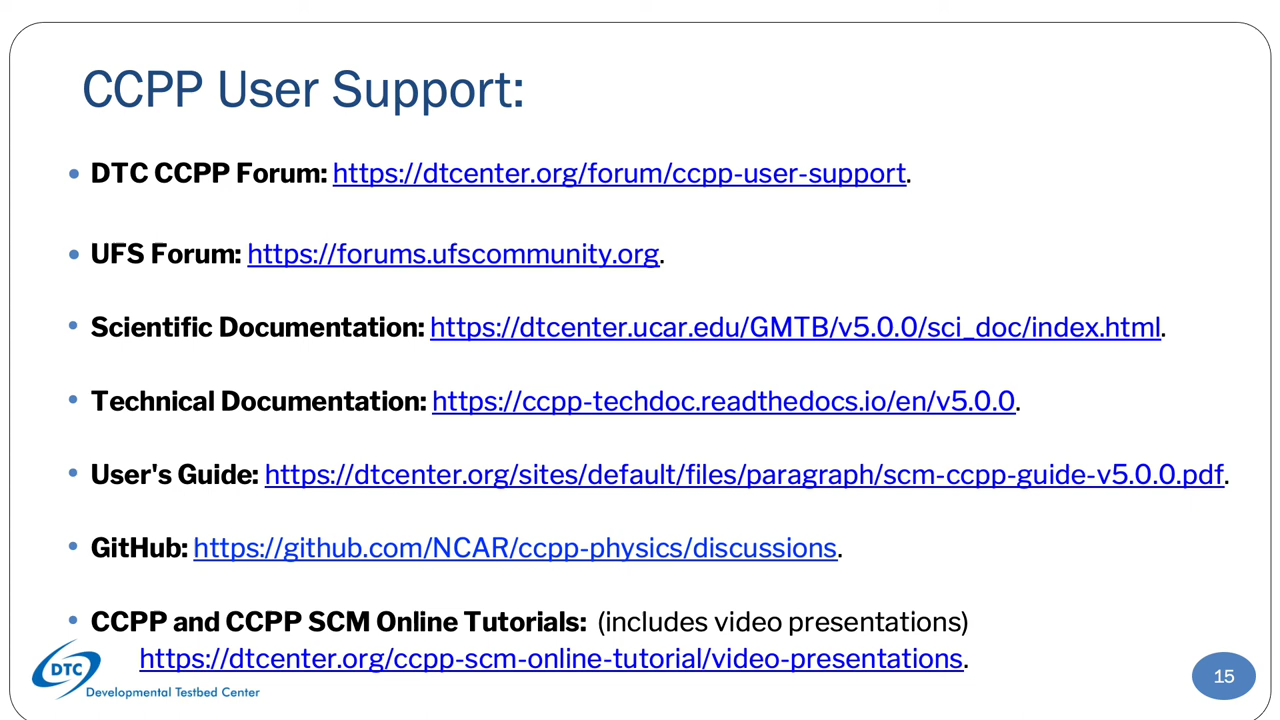 CCPP User Support:
• DTC CCPP Forum: https://dtcenter.org/forum/ccpp-user-support.
• UFS Forum: https://forums.ufscommunity.org.
• Scientific Documentation: https://dtcenter.ucar.edu/GMTB/v5.0.0/sci_doc/index.html.
• Technical Documentation: https://ccpp-techdoc.readthedocs.io/en/v5.0.0.
• User's Guide: https://dtcenter.org/sites/default/files/paragraph/scm-ccpp-guide-v5.0.0.pdf.
• GitHub: https://github.com/NCAR/ccpp-physics/discussions.
• CCPP and CCPP SCM Online Tutorials: (includes video presentations)
https://dtcenter.org/ccpp-scm-online-tutorial/video-presentations.
DTC
Developmental Testbed Center
15